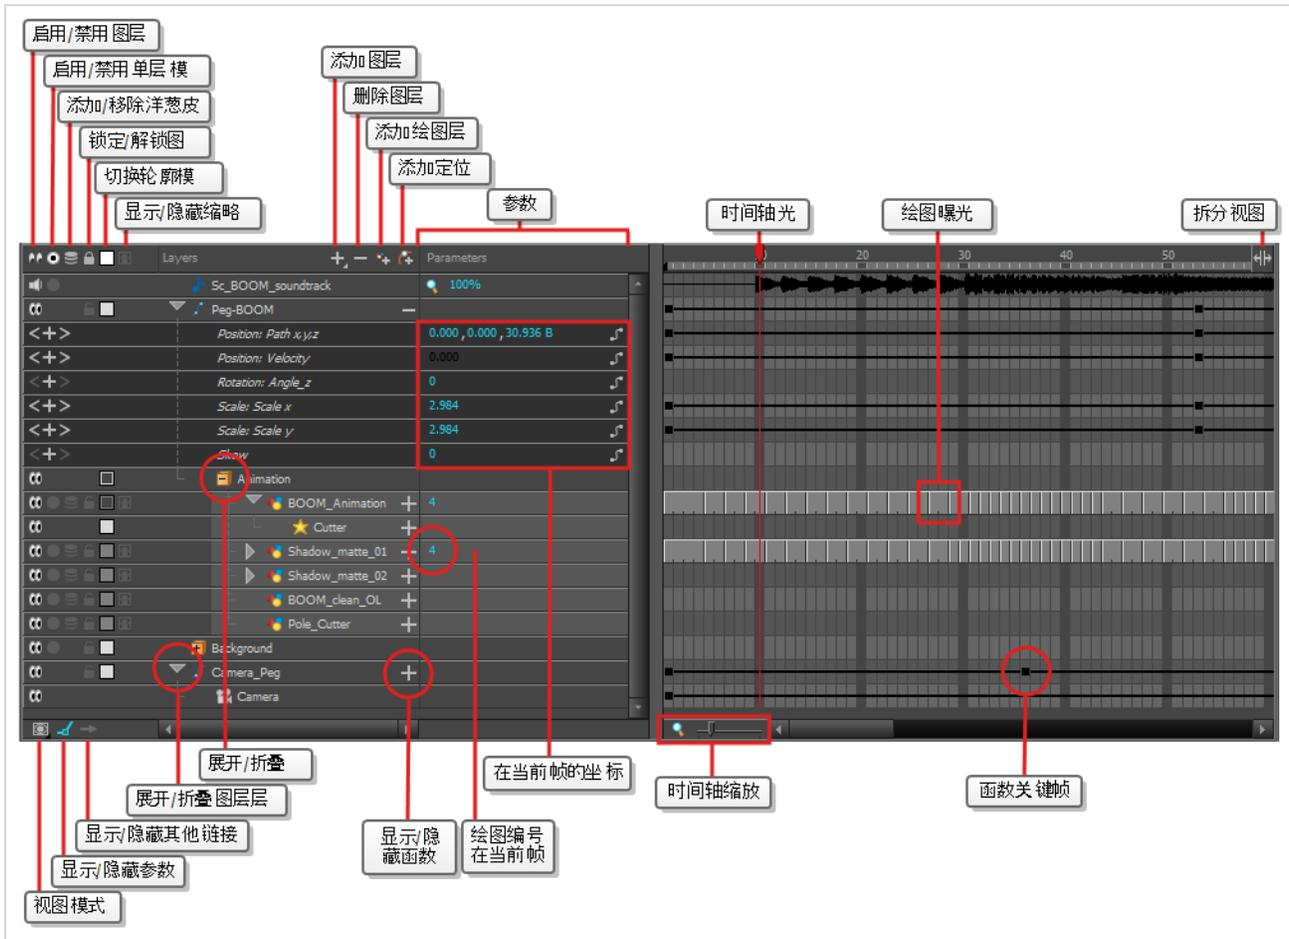 启用/禁用 图层
启用/禁用 单层 模
添加/移除洋葱皮
锁定/解锁图
切换轮 廓模
显示/隐藏缩略
添加 图层
删除图层
添加 绘图层
添加定位
参数
时间轴光
绘图曝光
拆分 视图
Layers
Parameters
20
30
40
50
Sc_BOOM_soundtrack
100%
Peg-BOOM
Position: Path x,y,z
0.000 , 0.000 , 30.936 B
Position: Velocity
0.000
Rotation: Angle_z
0
Scale: Scale x
2.984
Scale: Scale y
2.984
Skew
0
Animation
BOOM_Animation
4
Cutter
Shadow_matte_01
4
Shadow_matte_02
BOOM_clean_OL
Pole_Cutter
Background
Camera_Peg
Camera
展开/折叠
展开/折叠 图层层
显示/隐藏其他 链接
显示/隐藏参数
视图 模式
显示/隐
藏函数
绘图编号
在当前帧
在当前 帧的坐 标
时间轴缩放
函数关 键帧